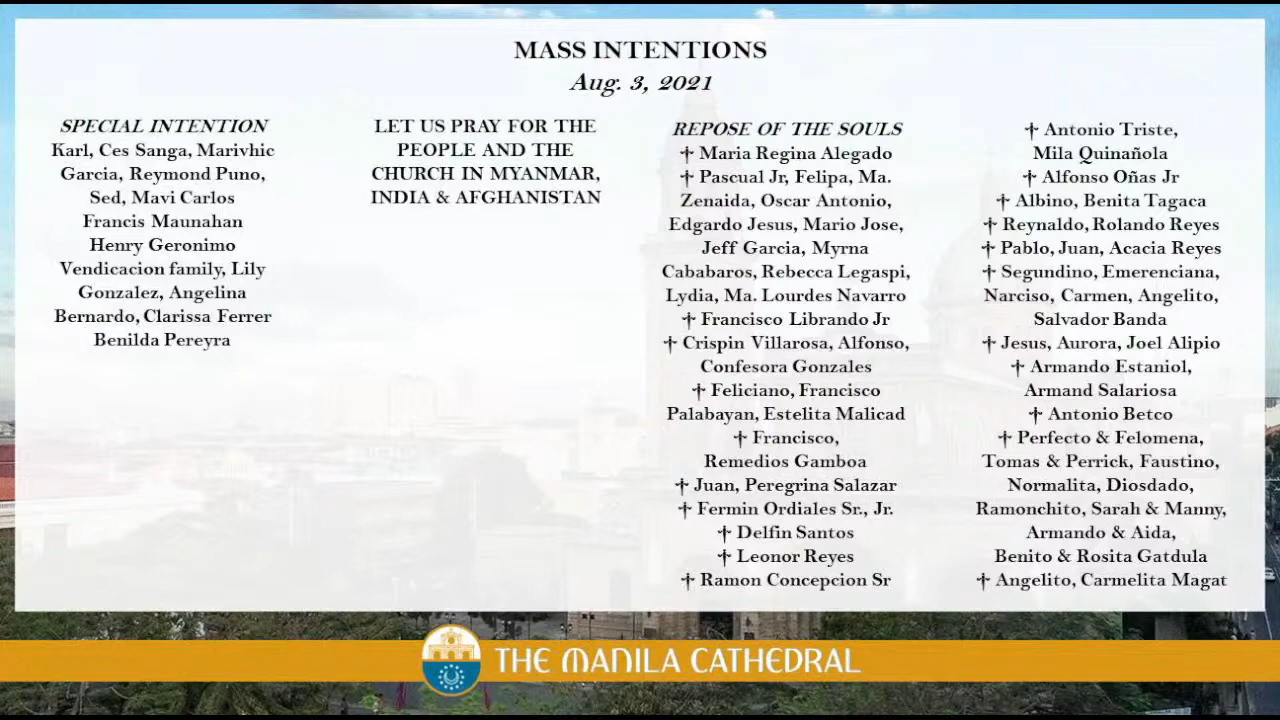 MASS INTENTIONS
Aug. 3, 2021
SPECIAL INTENTION
Karl, Ces Sanga, Marivhic
Garcia, Reymond Puno,
Sed, Mavi Carlos
Francis Maunahan
Henry Geronimo
Vendicacion family, Lily
Gonzalez, Angelina
Bernardo, Clarissa Ferrer
Benilda Pereyra
LET US PRAY FOR THE
PEOPLE AND THE
CHURCH IN MYANMAR,
INDIA & AFGHANISTAN
REPOSE OF THE SOULS
✝ Maria Regina Alegado
✝ Pascual Jr, Felipa, Ma.
Zenaida, Oscar Antonio,
Edgardo Jesus, Mario Jose,
Jeff Garcia, Myrna
Cababaros, Rebecca Legaspi,
Lydia, Ma. Lourdes Navarro
✝ Francisco Librando Jr
✝ Crispin Villarosa, Alfonso,
Confesora Gonzales
✝ Feliciano, Francisco
Palabayan, Estelita Malicad
✝ Francisco,
Remedios Gamboa
✝ Juan, Peregrina Salazar
✝ Fermin Ordiales Sr., Jr.
✝ Delfin Santos
✝ Leonor Reyes
✝ Ramon Concepcion Sr
✝ Antonio Triste,
Mila Quinañola
✝ Alfonso Oñas Jr
✝ Albino, Benita Tagaca
✝ Reynaldo, Rolando Reyes
✝ Pablo, Juan, Acacia Reyes
✝ Segundino, Emerenciana,
Narciso, Carmen, Angelito,
Salvador Banda
✝ Jesus, Aurora, Joel Alipio
✝ Armando Estaniol,
Armand Salariosa
✝ Antonio Betco
✝ Perfecto & Felomena,
Tomas & Perrick, Faustino,
Normalita, Diosdado,
Ramonchito, Sarah & Manny,
Armando & Aida,
Benito & Rosita Gatdula
✝ Angelito, Carmelita Magat
THE MANILA CATHEDRAL